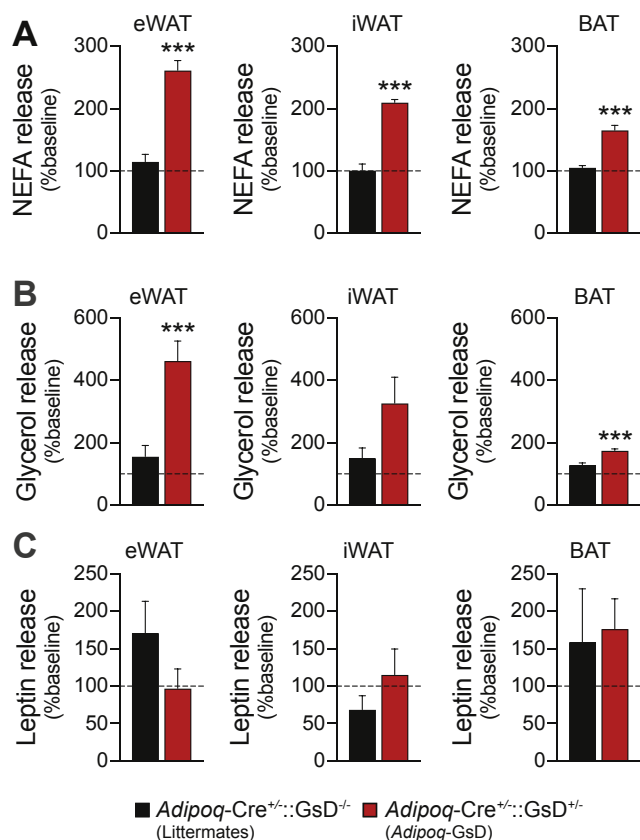 A
eWAT
iWAT
BAT
NEFA release
(%baseline)
300
200
100
0
***
NEFA release
(%baseline)
300
200
100
0
***
NEFA release
(%baseline)
300
200
100
0
***
B
eWAT
iWAT
BAT
Glycerol release
(%baseline)
600
400
200
0
***
Glycerol release
(%baseline)
600
400
200
0
Glycerol release
(%baseline)
600
400
200
0
***
C
eWAT
iWAT
BAT
Leptin release
(%baseline)
250
200
150
100
50
0
Leptin release
(%baseline)
250
200
150
100
50
0
Leptin release
(%baseline)
250
200
150
100
50
0
Adipoq-Cre+/-::GsD-/-
(Littermates)
Adipoq-Cre+/-::GsD+/-
(Adipoq-GsD)